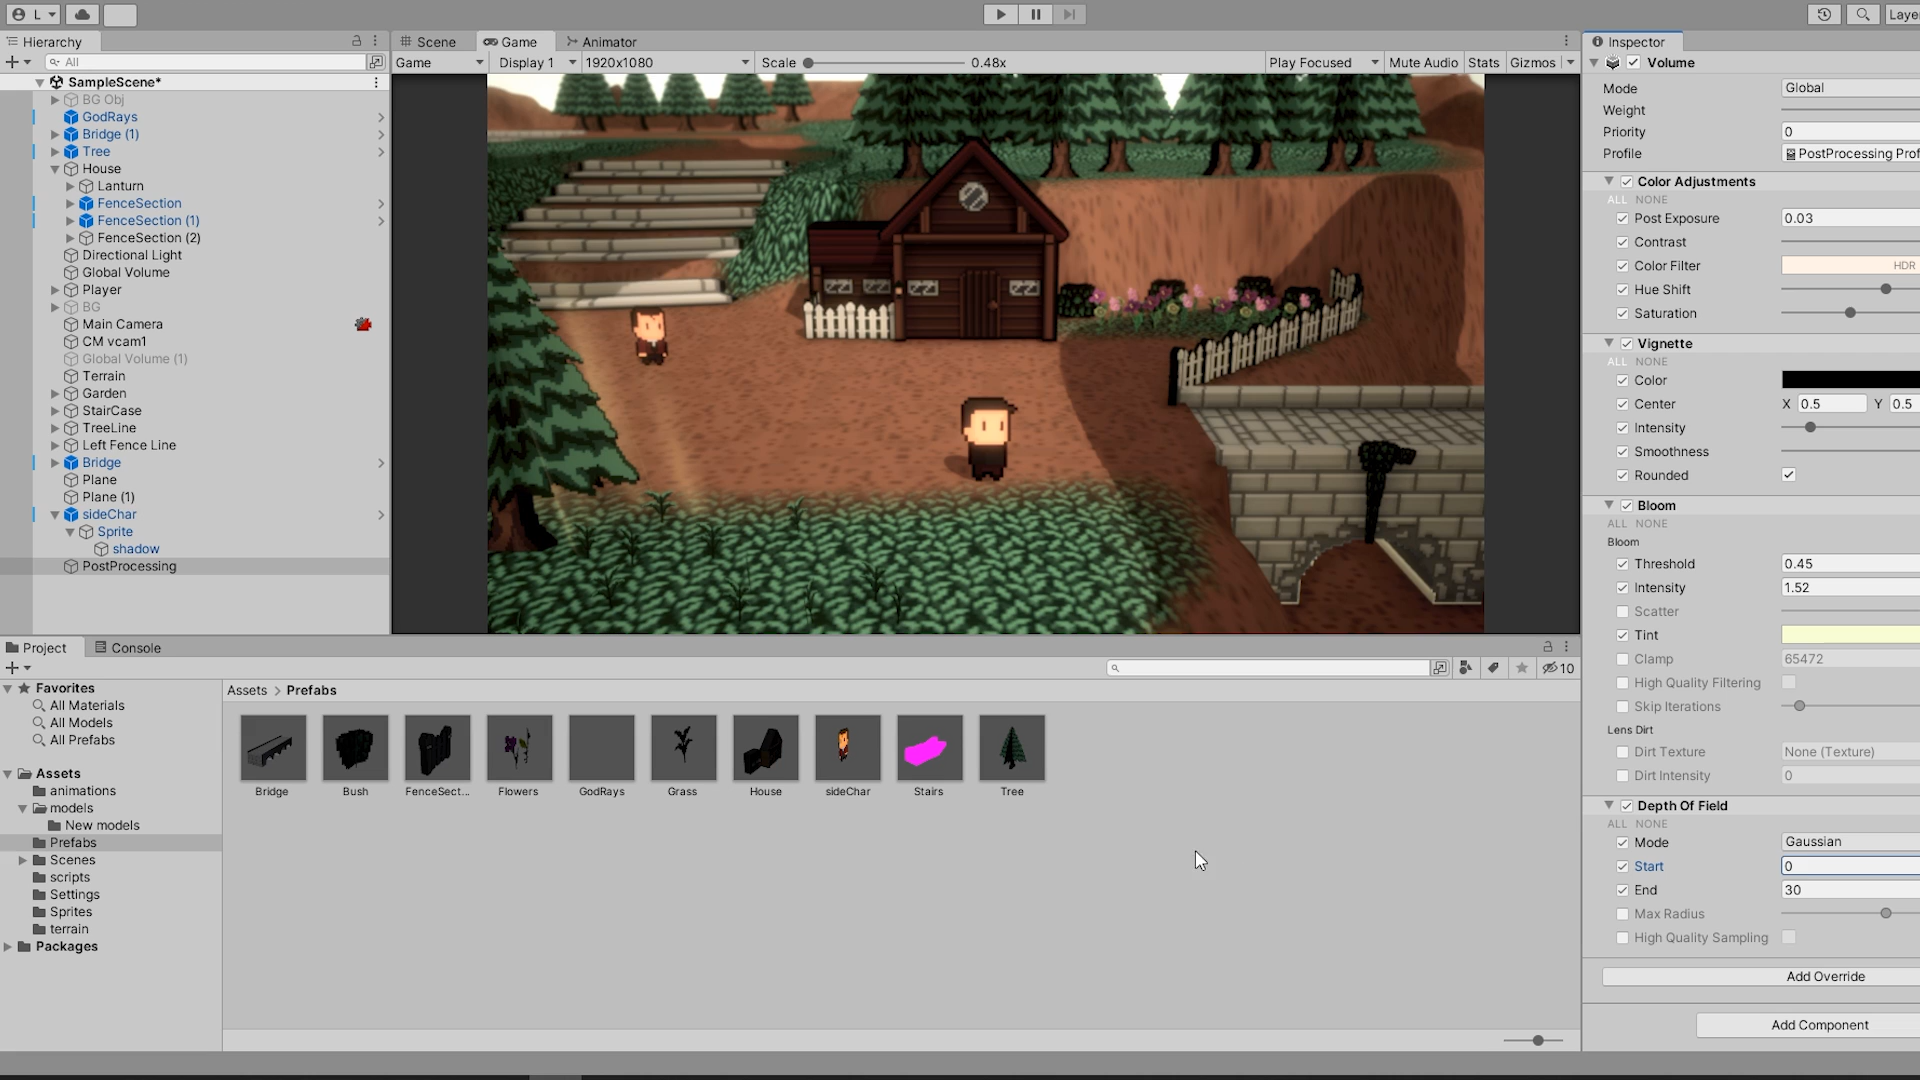 L
Layer
Hierarchy
All
SampleScene*
BG Obj
GodRays
Bridge (1)
Tree
House
Lanturn
FenceSection
FenceSection (1)
FenceSection (2)
Directional Light
Global Volume
Player
BG
Main Camera
CM vcam1
Global Volume (1)
Terrain
Garden
StairCase
TreeLine
Left Fence Line
Bridge
Plane
Plane (1)
sideChar
Sprite
shadow
PostProcessing
Scene Game Animator
Game Display 1 1920x1080 Scale 0.48x Play Focused Mute Audio Stats Gizmos
Inspector
Volume
Mode Global
Weight
Priority 0
Profile PostProcessing Prof
Color Adjustments
ALL NONE
Post Exposure 0.03
Contrast
Color Filter HDR
Hue Shift
Saturation
Vignette
ALL NONE
Color
Center X 0.5 Y 0.5
Intensity
Smoothness
Rounded
Bloom
ALL NONE
Bloom
Threshold 0.45
Intensity 1.52
Scatter
Tint
Clamp 65472
High Quality Filtering
Skip Iterations
Lens Dirt
Dirt Texture None (Texture)
Dirt Intensity 0
Depth Of Field
ALL NONE
Mode Gaussian
Start 0
End 30
Max Radius
High Quality Sampling
Add Override
Add Component
Project Console
10
Favorites
All Materials
All Models
All Prefabs
Assets
animations
models
New models
Prefabs
Scenes
scripts
Settings
Sprites
terrain
Packages
Assets > Prefabs
Bridge Bush FenceSect... Flowers GodRays Grass House sideChar Stairs Tree